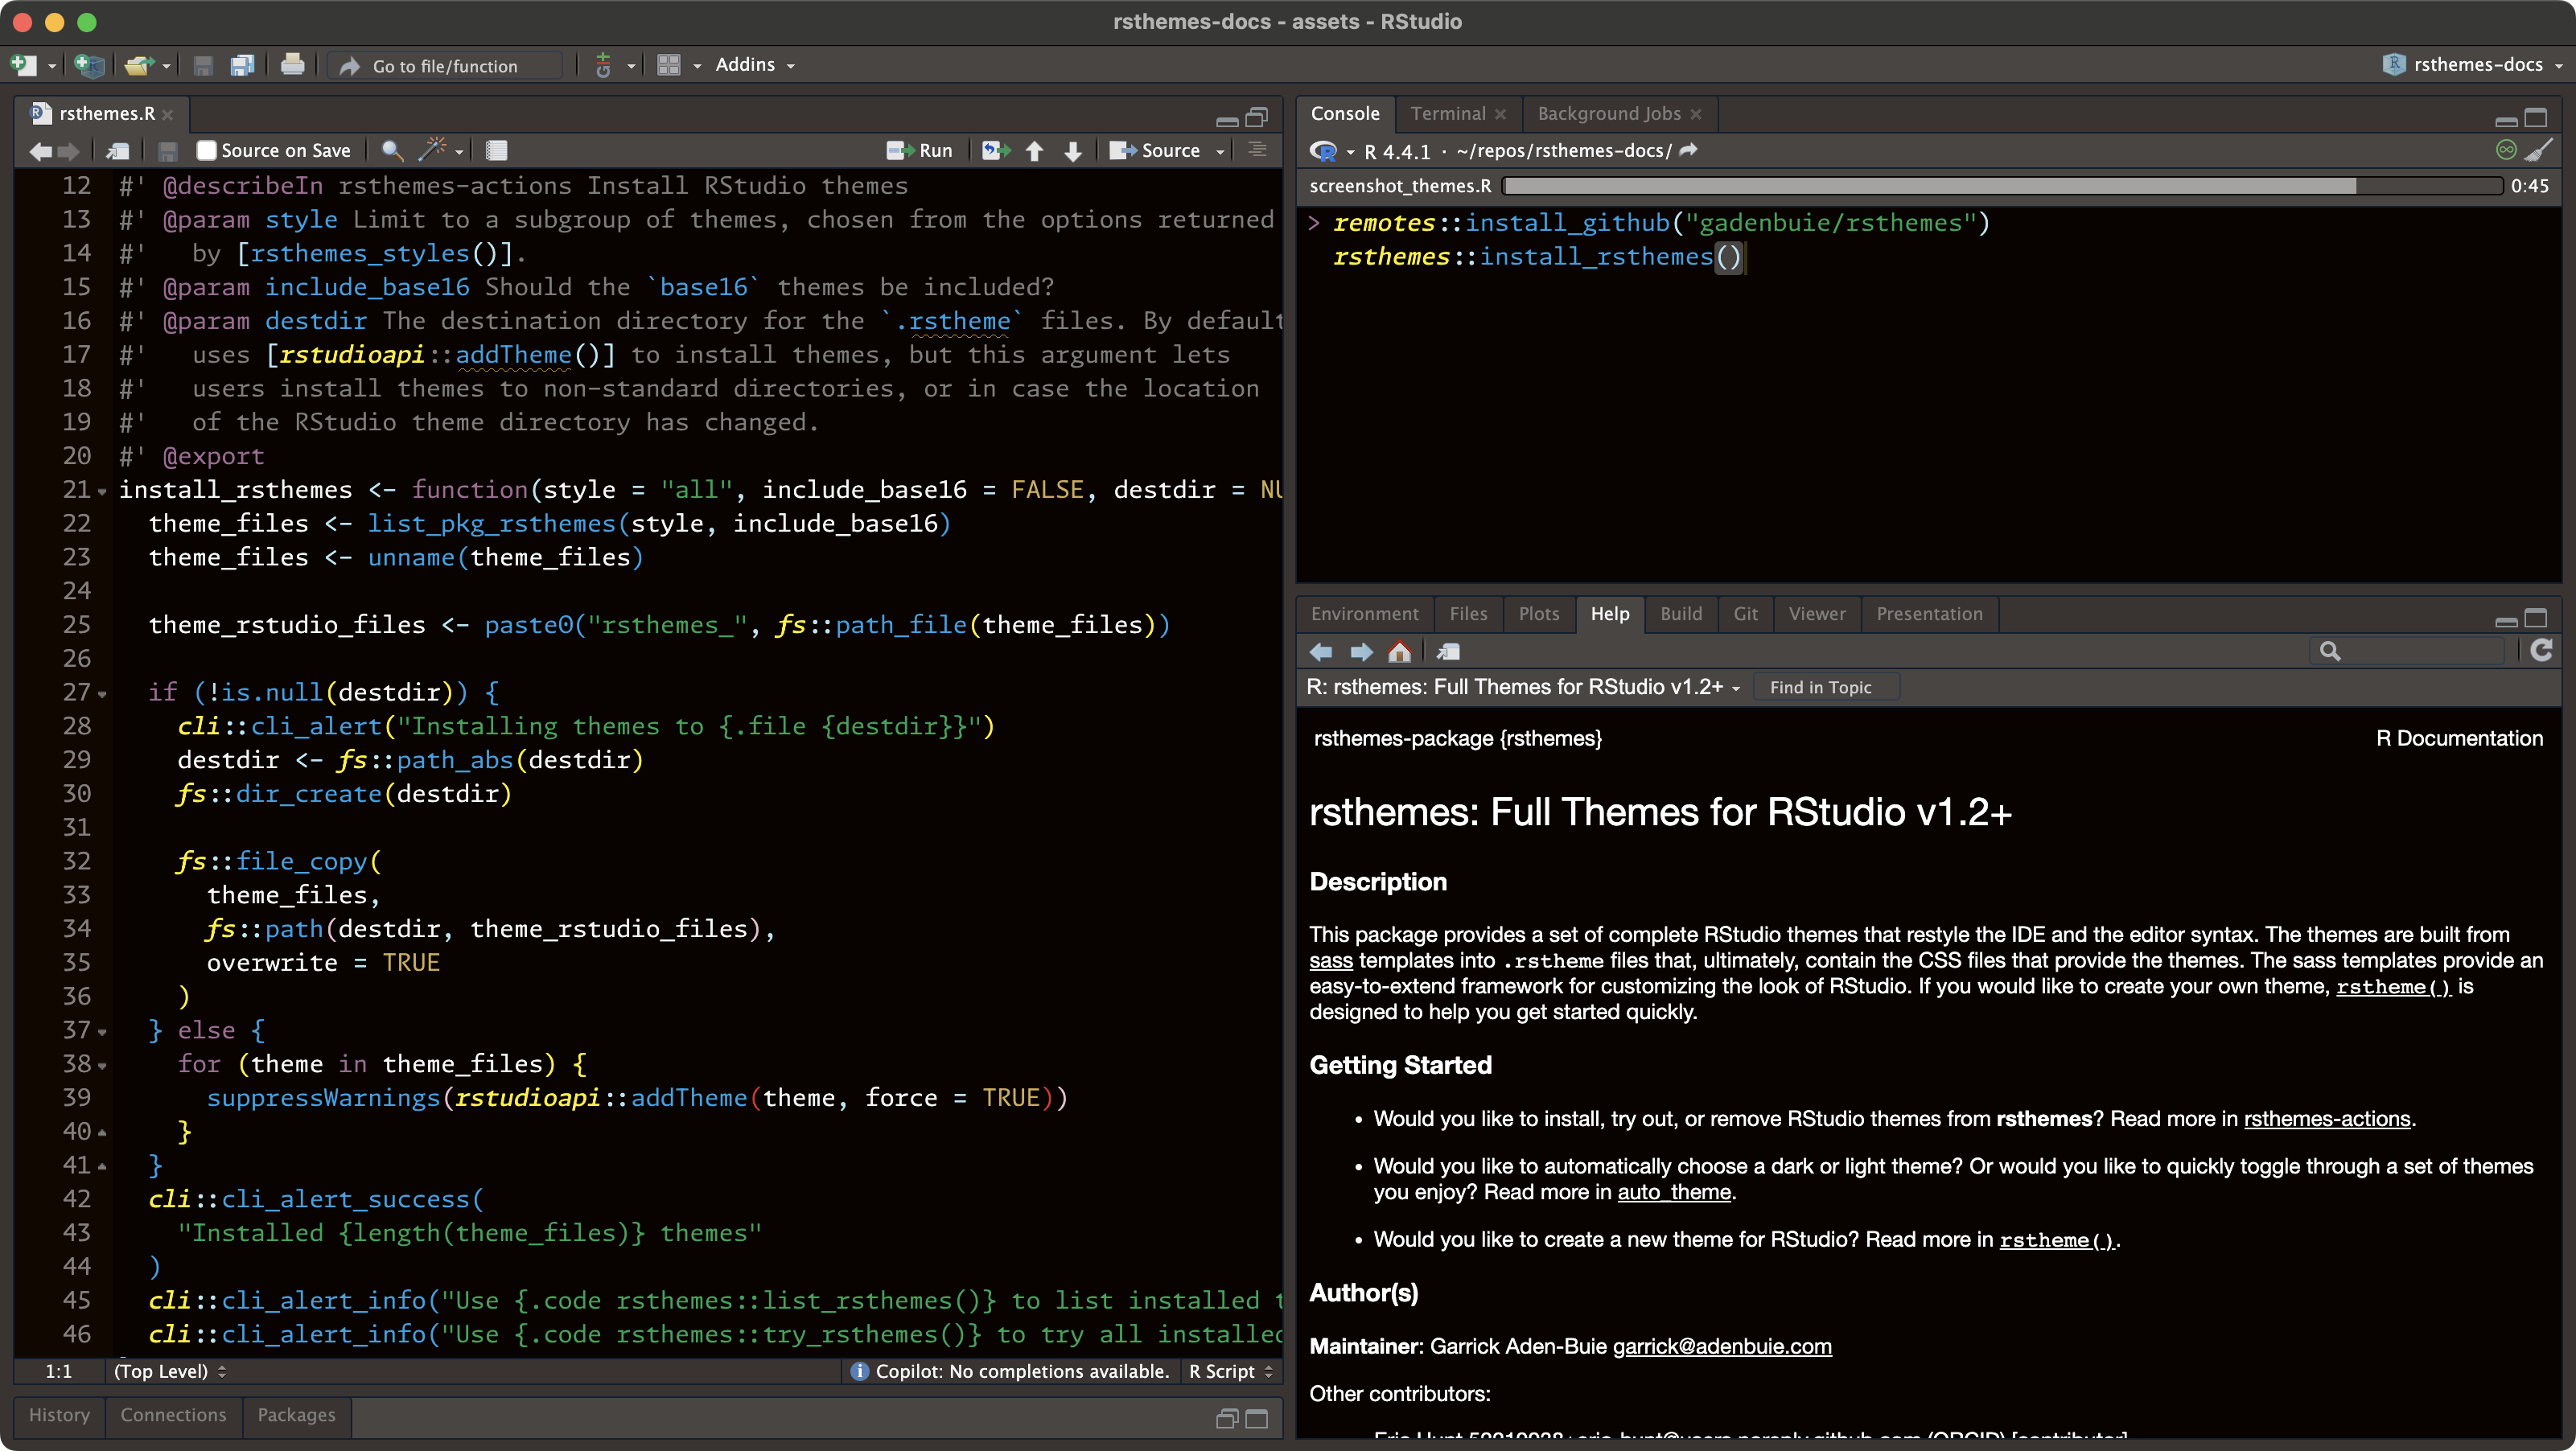 rsthemes-docs - assets - RStudio
Go to file/function
Addins
rsthemes-docs
rsthemes.R
Source on Save
Run
Source
12 #' @describeIn rsthemes-actions Install RStudio themes
13 #' @param style Limit to a subgroup of themes, chosen from the options returned
14 #'   by [rsthemes_styles()].
15 #' @param include_base16 Should the `base16` themes be included?
16 #' @param destdir The destination directory for the `.rstheme` files. By default
17 #'   uses [rstudioapi::addTheme()] to install themes, but this argument lets
18 #'   users install themes to non-standard directories, or in case the location
19 #'   of the RStudio theme directory has changed.
20 #' @export
21 install_rsthemes <- function(style = "all", include_base16 = FALSE, destdir = NU
22   theme_files <- list_pkg_rsthemes(style, include_base16)
23   theme_files <- unname(theme_files)
24
25   theme_rstudio_files <- paste0("rsthemes_", fs::path_file(theme_files))
26
27   if (!is.null(destdir)) {
28     cli::cli_alert("Installing themes to {.file {destdir}}")
29     destdir <- fs::path_abs(destdir)
30     fs::dir_create(destdir)
31
32     fs::file_copy(
33       theme_files,
34       fs::path(destdir, theme_rstudio_files),
35       overwrite = TRUE
36     )
37   } else {
38     for (theme in theme_files) {
39       suppressWarnings(rstudioapi::addTheme(theme, force = TRUE))
40     }
41   }
42   cli::cli_alert_success(
43     "Installed {length(theme_files)} themes"
44   )
45   cli::cli_alert_info("Use {.code rsthemes::list_rsthemes()} to list installed t
46   cli::cli_alert_info("Use {.code rsthemes::try_rsthemes()} to try all installed
1:1 (Top Level)
Copilot: No completions available. R Script
History Connections Packages
Console Terminal Background Jobs
R 4.4.1 · ~/repos/rsthemes-docs/
screenshot_themes.R 0:45
> remotes::install_github("gadenbuie/rsthemes")
rsthemes::install_rsthemes()
Environment Files Plots Help Build Git Viewer Presentation
R: rsthemes: Full Themes for RStudio v1.2+ Find in Topic
rsthemes-package {rsthemes} R Documentation
rsthemes: Full Themes for RStudio v1.2+
Description
This package provides a set of complete RStudio themes that restyle the IDE and the editor syntax. The themes are built from
sass templates into .rstheme files that, ultimately, contain the CSS files that provide the themes. The sass templates provide an
easy-to-extend framework for customizing the look of RStudio. If you would like to create your own theme, rstheme() is
designed to help you get started quickly.
Getting Started
• Would you like to install, try out, or remove RStudio themes from rsthemes? Read more in rsthemes-actions.
• Would you like to automatically choose a dark or light theme? Or would you like to quickly toggle through a set of themes
you enjoy? Read more in auto_theme.
• Would you like to create a new theme for RStudio? Read more in rstheme().
Author(s)
Maintainer: Garrick Aden-Buie garrick@adenbuie.com
Other contributors: